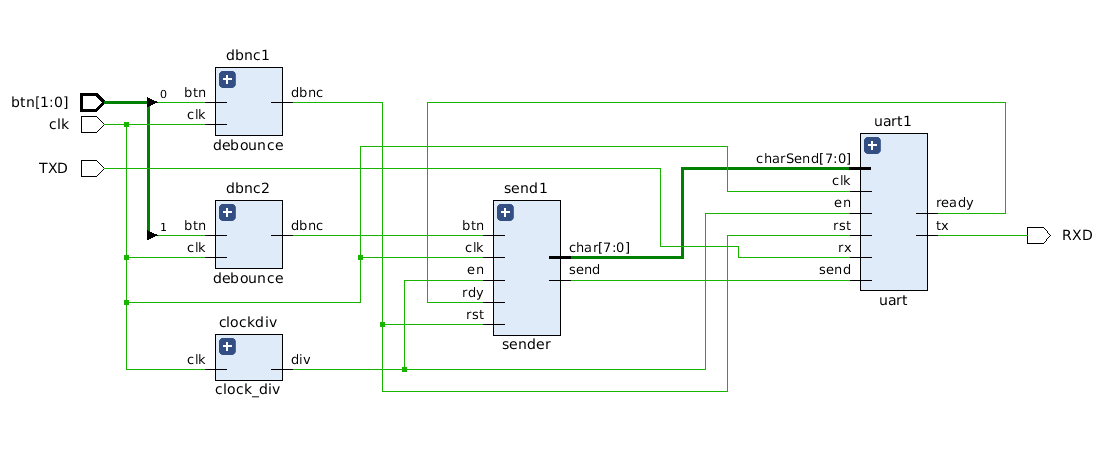 dbnc1
btn[1:0]
0
btn
dbnc
clk
clk
debounce
TXD
dbnc2
1
btn
dbnc
clk
debounce
clockdiv
clk
div
clock_div
send1
btn
clk
en
rdy
rst
char[7:0]
send
sender
uart1
charSend[7:0]
clk
en
rst
rx
send
ready
tx
uart
RXD